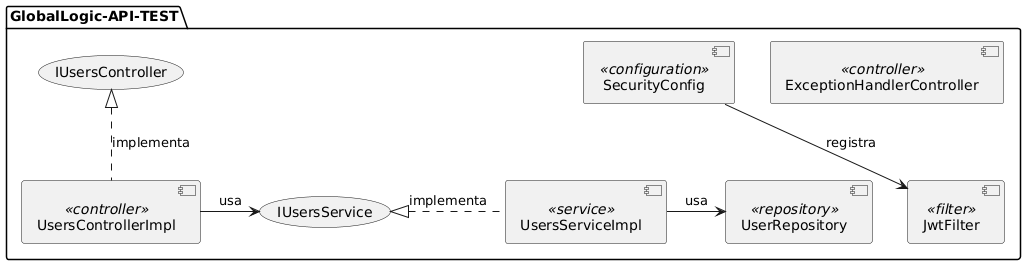 GlobalLogic-API-TEST
IUsersController
«configuration»
SecurityConfig
«controller»
ExceptionHandlerController
implementa
registra
«controller»
UsersControllerImpl
usa
IUsersService
implementa
«service»
UsersServiceImpl
usa
«repository»
UserRepository
«filter»
JwtFilter